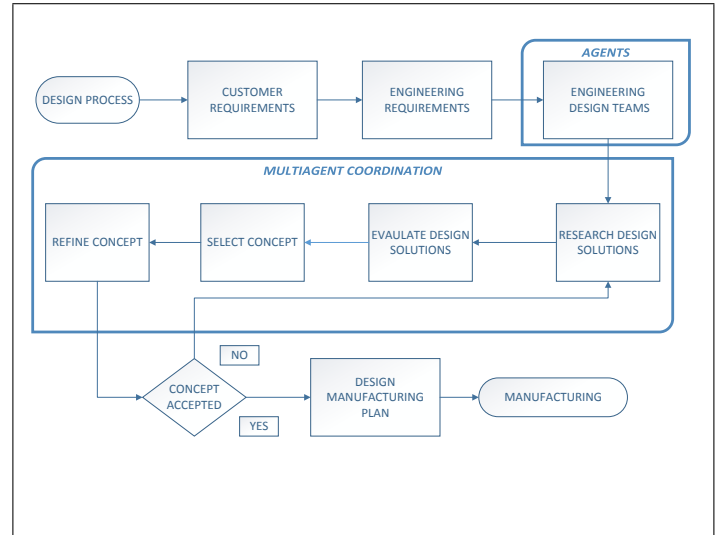 AGENTS
DESIGN PROCESS
CUSTOMER
REQUIREMENTS
ENGINEERING
REQUIREMENTS
ENGINEERING
DESIGN TEAMS
MULTIAGENT COORDINATION
REFINE CONCEPT
SELECT CONCEPT
EVAULATE DESIGN
SOLUTIONS
RESEARCH DESIGN
SOLUTIONS
NO
CONCEPT
ACCEPTED
YES
DESIGN
MANUFACTURING
PLAN
MANUFACTURING